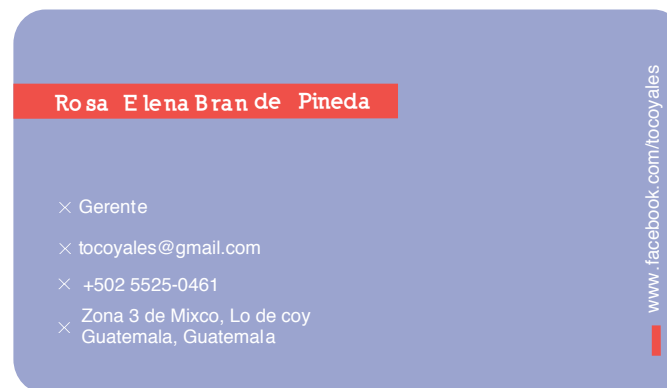 Rosa Elena Bran de Pineda
Gerente
tocoyales@gmail.com
+502 5525-0461
Zona 3 de Mixco, Lo de coy
Guatemala, Guatemala
www.facebook.com/tocoyales